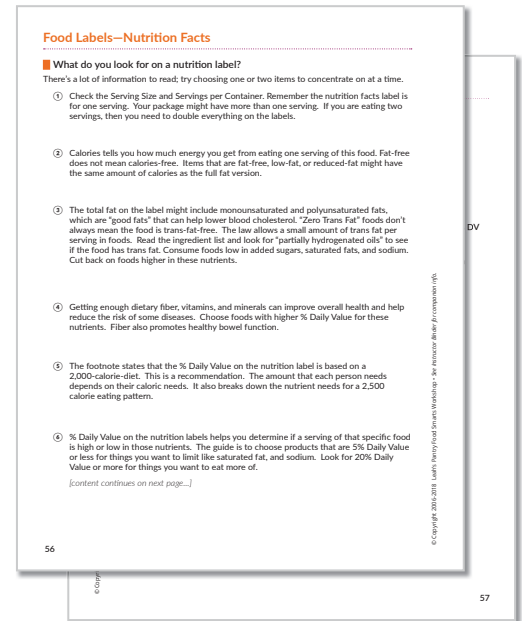 Food Labels—Nutrition Facts
What do you look for on a nutrition label?
There's a lot of information to read; try choosing one or two items to concentrate on at a time.
① Check the Serving Size and Servings per Container. Remember the nutrition facts label is
for one serving. Your package might have more than one serving. If you are eating two
servings, then you need to double everything on the labels.
② Calories tells you how much energy you get from eating one serving of this food. Fat-free
does not mean calories-free. Items that are fat-free, low-fat, or reduced-fat might have
the same amount of calories as the full fat version.
③ The total fat on the label might include monounsaturated and polyunsaturated fats,
which are "good fats" that can help lower blood cholesterol. "Zero Trans Fat" foods don't
always mean the food is trans-fat-free. The law allows a small amount of trans fat per
serving in foods. Read the ingredient list and look for "partially hydrogenated oils" to see
if the food has trans fat. Consume foods low in added sugars, saturated fats, and sodium.
Cut back on foods higher in these nutrients.
④ Getting enough dietary fiber, vitamins, and minerals can improve overall health and help
reduce the risk of some diseases. Choose foods with higher % Daily Value for these
nutrients. Fiber also promotes healthy bowel function.
⑤ The footnote states that the % Daily Value on the nutrition label is based on a
2,000-calorie-diet. This is a recommendation. The amount that each person needs
depends on their caloric needs. It also breaks down the nutrient needs for a 2,500
calorie eating pattern.
⑥ % Daily Value on the nutrition labels helps you determine if a serving of that specific food
is high or low in those nutrients. The guide is to choose products that are 5% Daily Value
or less for things you want to limit like saturated fat, and sodium. Look for 20% Daily
Value or more for things you want to eat more of.
[content continues on next page...]
56
© Copyright 2006-2018 Leah's Pantry Food Smarts Workshop • See Instructor Binder for companion info.
DV
© Copyr
57